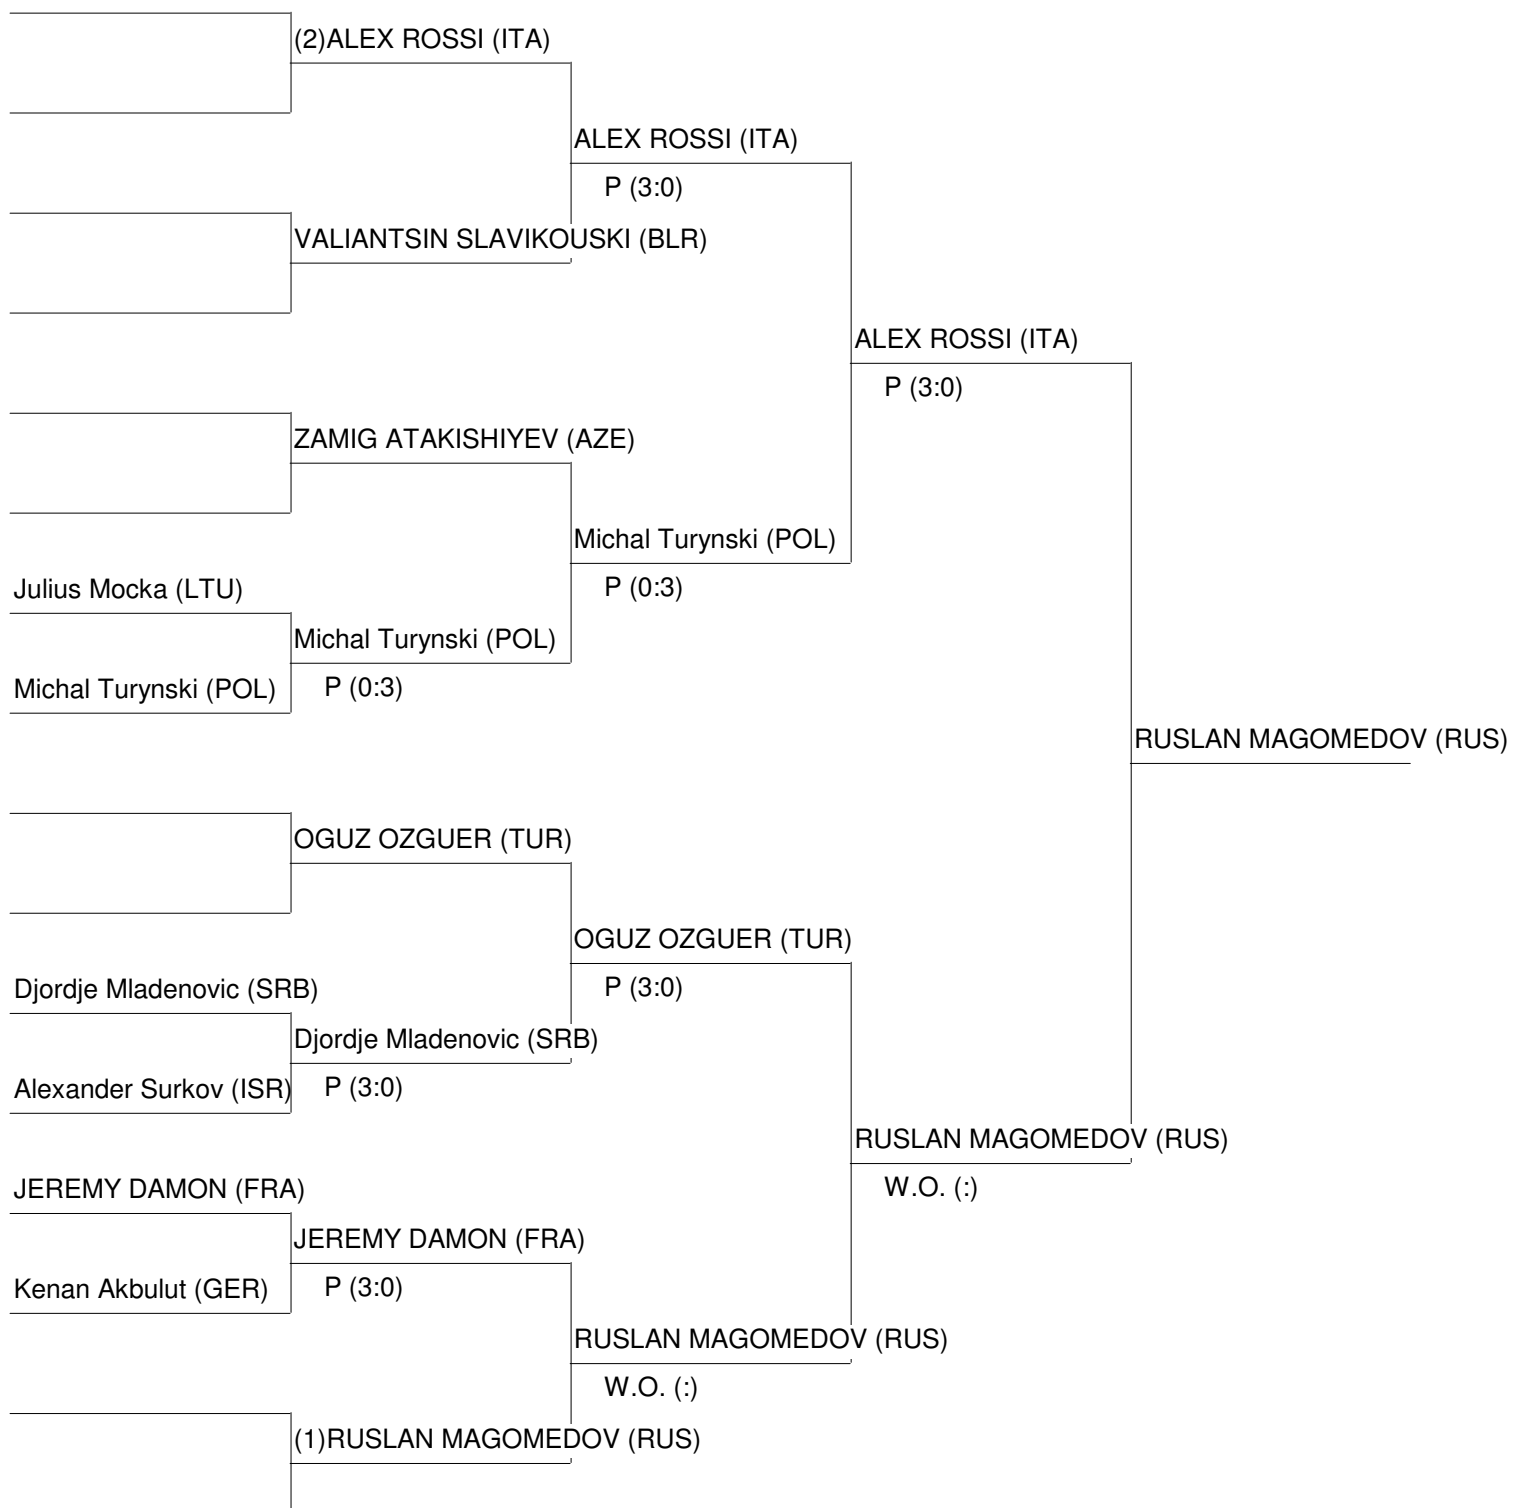 (2)ALEX ROSSI (ITA)
ALEX ROSSI (ITA)
P (3:0)
VALIANTSIN SLAVIKOUSKI (BLR)
ALEX ROSSI (ITA)
P (3:0)
ZAMIG ATAKISHIYEV (AZE)
Michal Turynski (POL)
P (0:3)
Julius Mocka (LTU)
Michal Turynski (POL)
P (0:3)
Michal Turynski (POL)
RUSLAN MAGOMEDOV (RUS)
OGUZ OZGUER (TUR)
OGUZ OZGUER (TUR)
P (3:0)
Djordje Mladenovic (SRB)
Djordje Mladenovic (SRB)
P (3:0)
Alexander Surkov (ISR)
RUSLAN MAGOMEDOV (RUS)
W.O. (:)
JEREMY DAMON (FRA)
JEREMY DAMON (FRA)
P (3:0)
Kenan Akbulut (GER)
RUSLAN MAGOMEDOV (RUS)
W.O. (:)
(1)RUSLAN MAGOMEDOV (RUS)